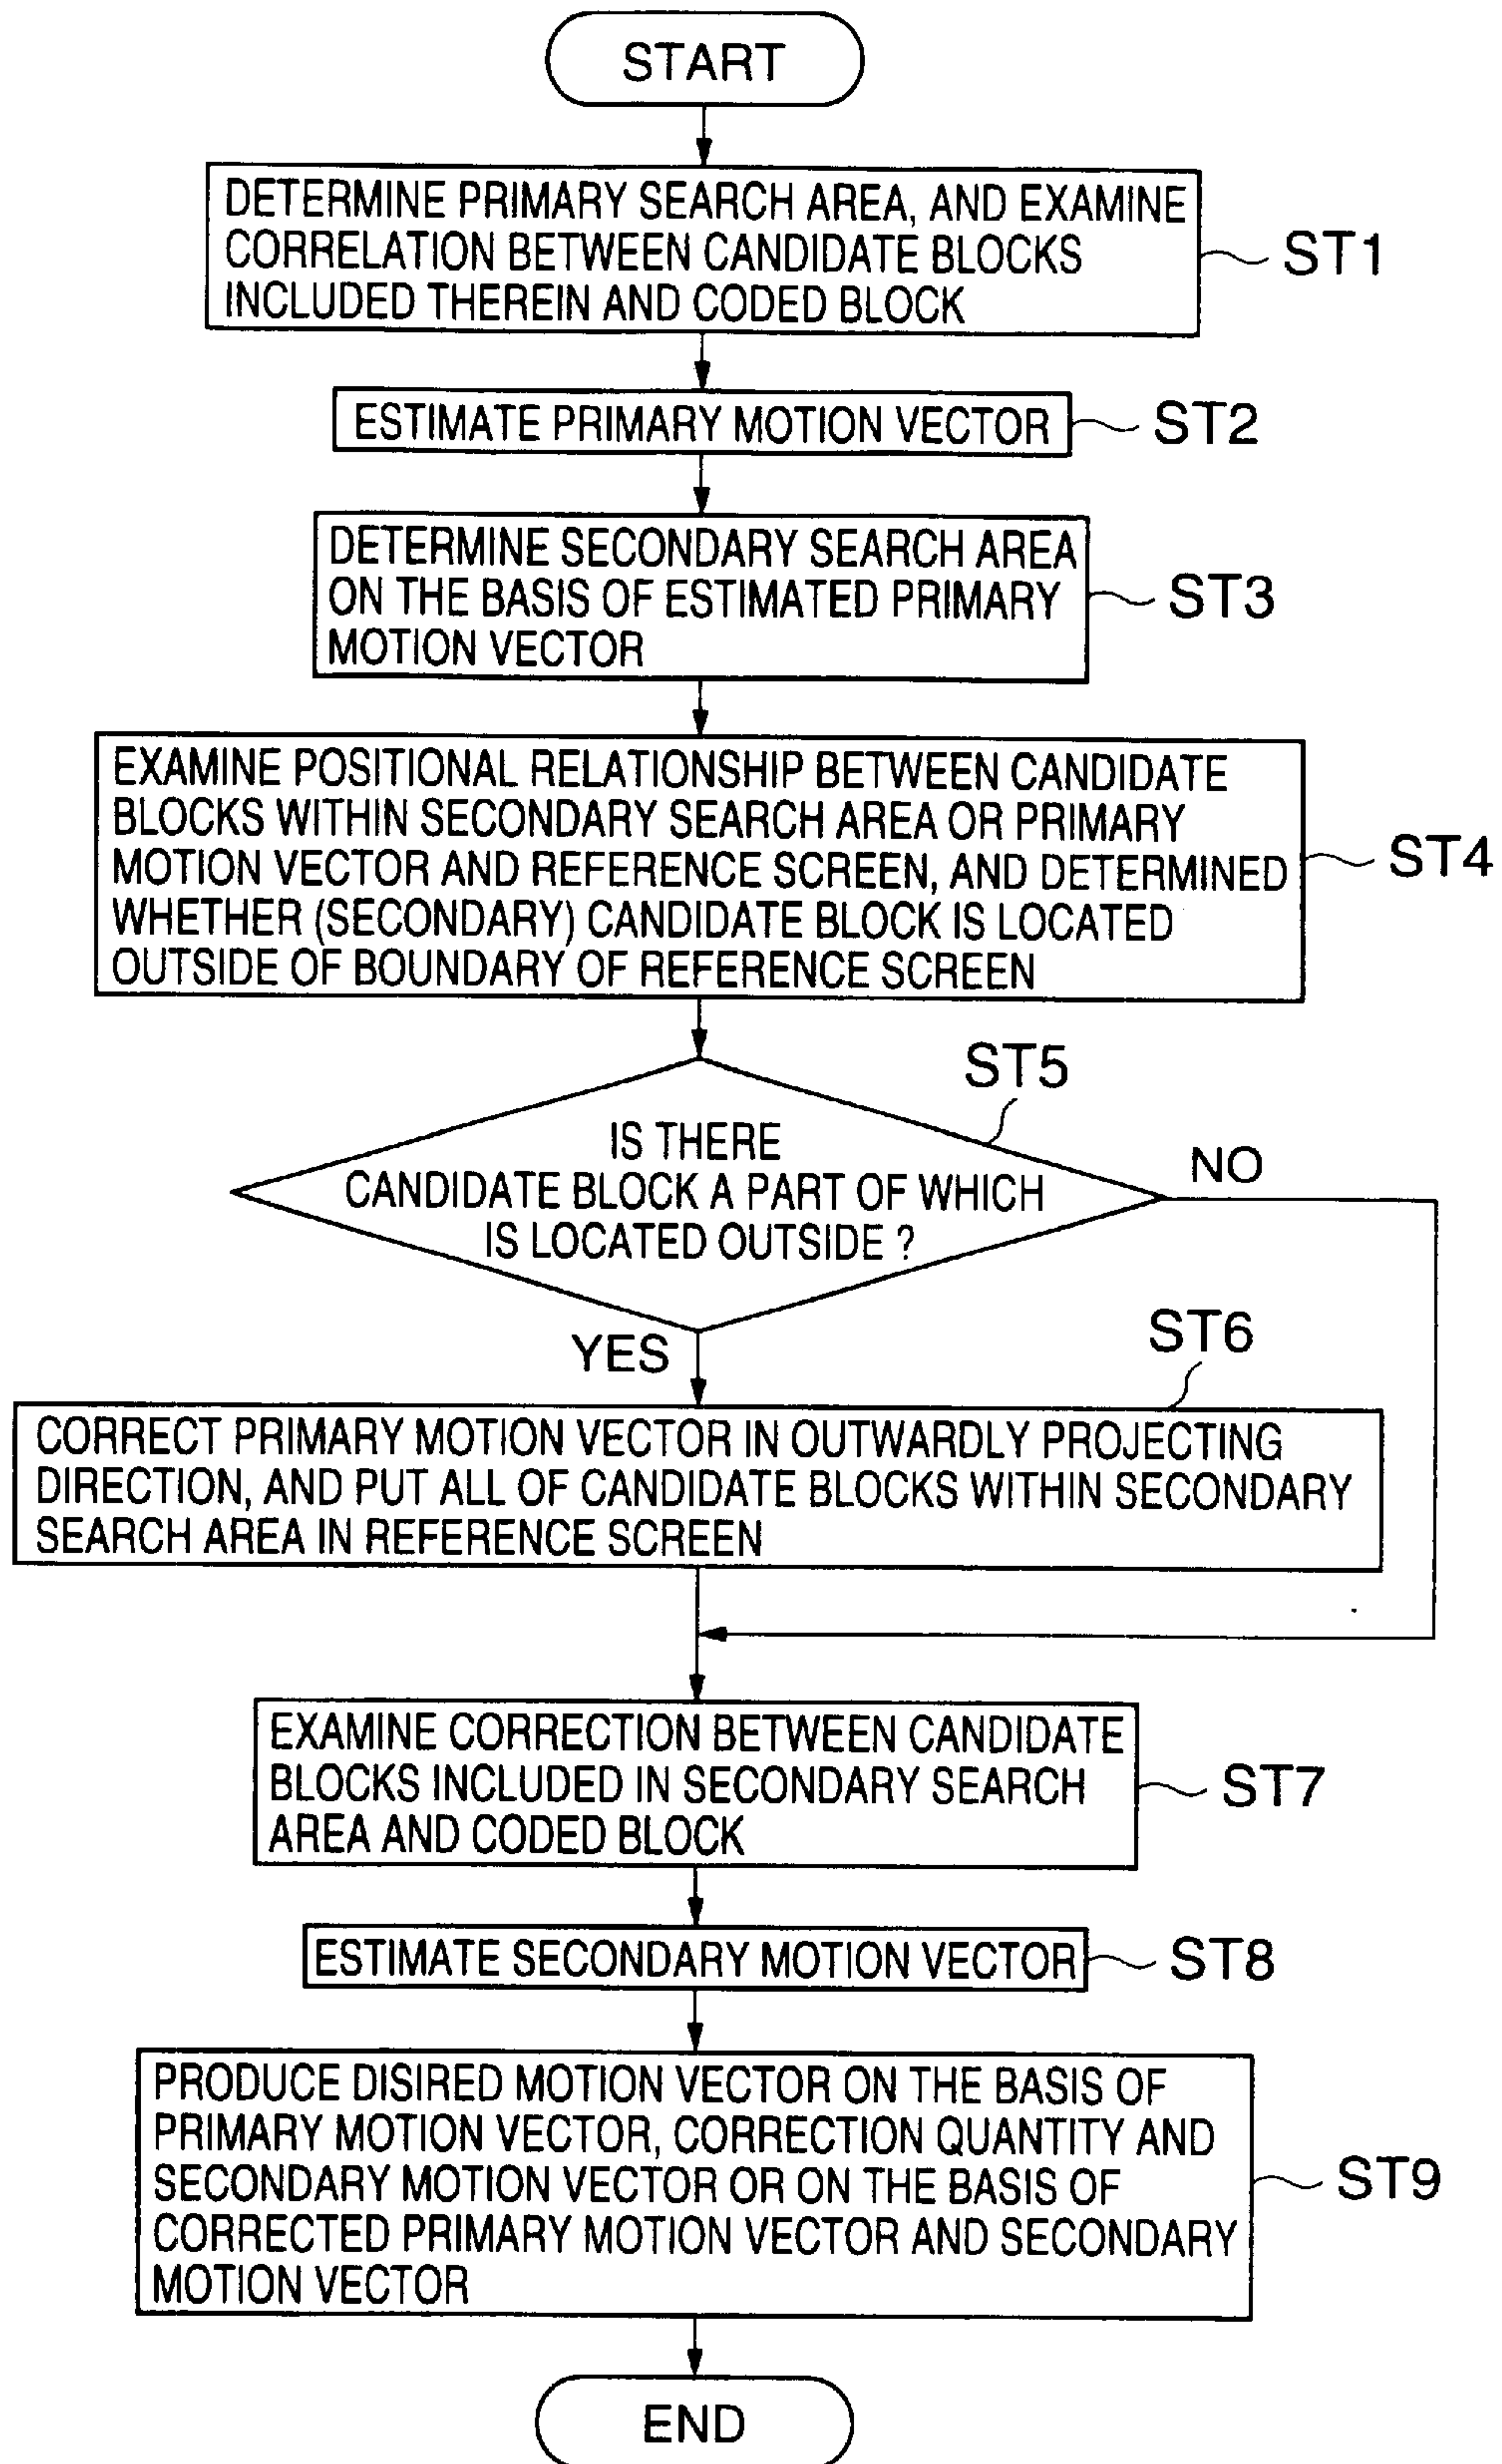 START
DETERMINE PRIMARY SEARCH AREA, AND EXAMINE
CORRELATION BETWEEN CANDIDATE BLOCKS
INCLUDED THEREIN AND CODED BLOCK
ST1
ESTIMATE PRIMARY MOTION VECTOR
ST2
DETERMINE SECONDARY SEARCH AREA
ON THE BASIS OF ESTIMATED PRIMARY
MOTION VECTOR
ST3
EXAMINE POSITIONAL RELATIONSHIP BETWEEN CANDIDATE
BLOCKS WITHIN SECONDARY SEARCH AREA OR PRIMARY
MOTION VECTOR AND REFERENCE SCREEN, AND DETERMINED
WHETHER (SECONDARY) CANDIDATE BLOCK IS LOCATED
OUTSIDE OF BOUNDARY OF REFERENCE SCREEN
ST4
ST5
IS THERE
CANDIDATE BLOCK A PART OF WHICH
IS LOCATED OUTSIDE ?
NO
YES
ST6
CORRECT PRIMARY MOTION VECTOR IN OUTWARDLY PROJECTING
DIRECTION, AND PUT ALL OF CANDIDATE BLOCKS WITHIN SECONDARY
SEARCH AREA IN REFERENCE SCREEN
EXAMINE CORRECTION BETWEEN CANDIDATE
BLOCKS INCLUDED IN SECONDARY SEARCH
AREA AND CODED BLOCK
ST7
ESTIMATE SECONDARY MOTION VECTOR
ST8
PRODUCE DISIRED MOTION VECTOR ON THE BASIS OF
PRIMARY MOTION VECTOR, CORRECTION QUANTITY AND
SECONDARY MOTION VECTOR OR ON THE BASIS OF
CORRECTED PRIMARY MOTION VECTOR AND SECONDARY
MOTION VECTOR
ST9
END